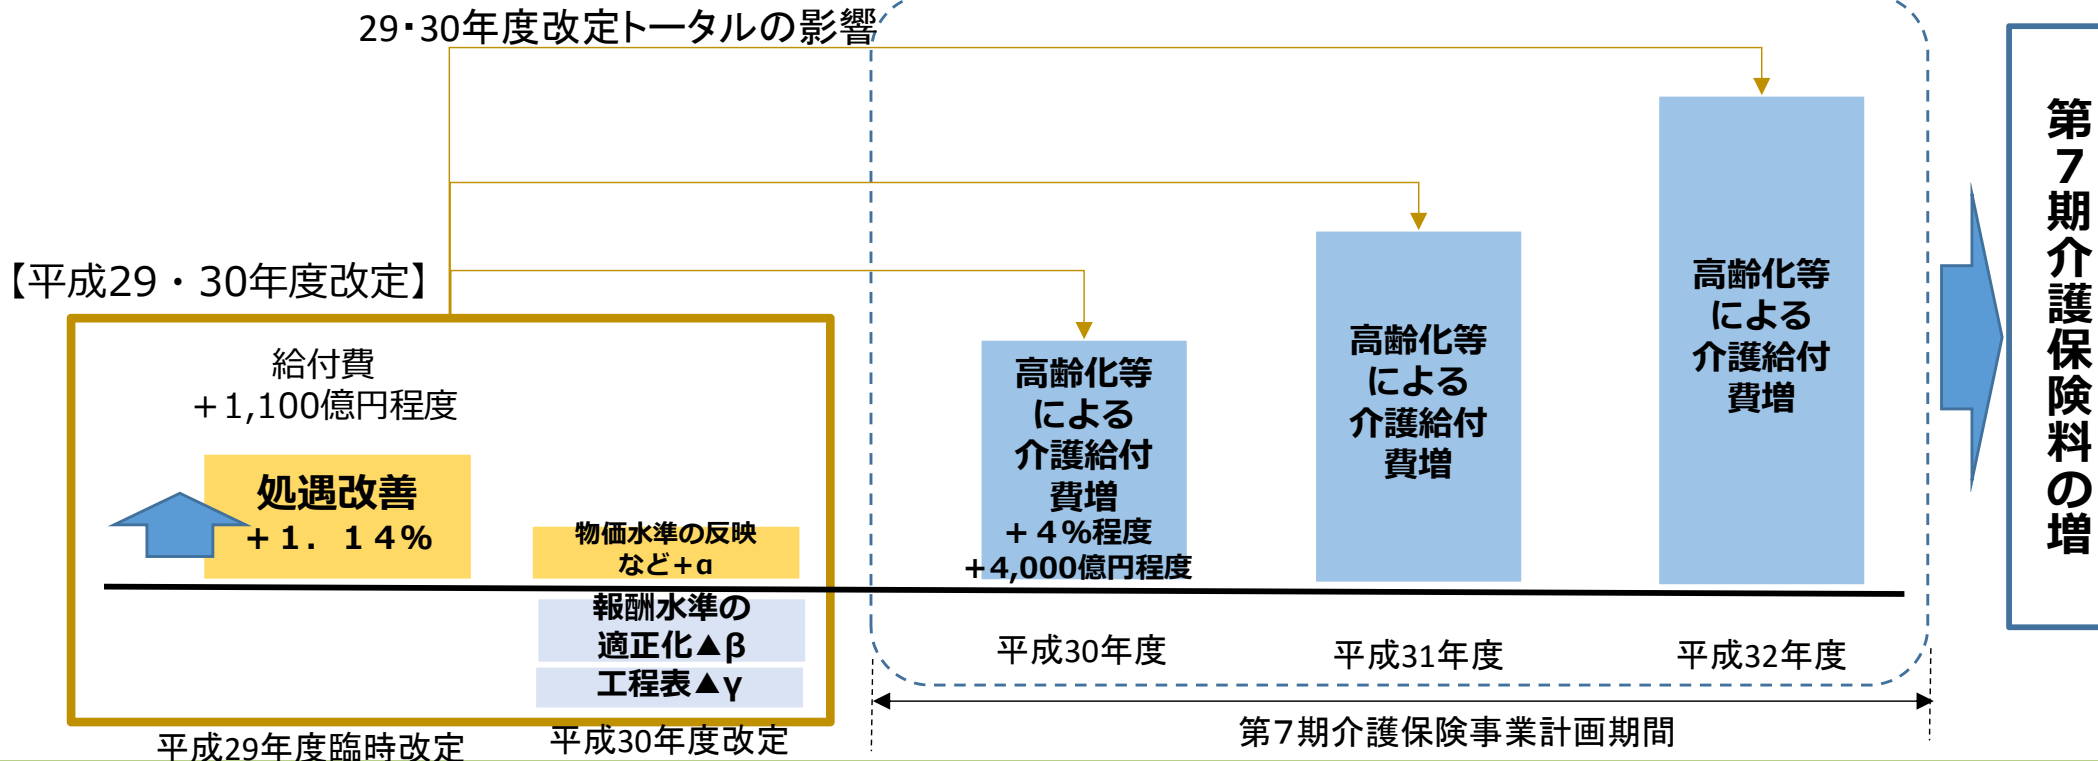 29・30年度改定トータルの影響
【平成29・30年度改定】
給付費
＋1,100億円程度
処遇改善
＋１．１４％
物価水準の反映
など+α
報酬水準の
適正化▲β
工程表▲γ
平成29年度臨時改定
平成30年度改定
高齢化等
による
介護給付
費増
＋４％程度
+4,000億円程度
高齢化等
による
介護給付
費増
高齢化等
による
介護給付
費増
平成30年度
平成31年度
平成32年度
第７期介護保険事業計画期間
第７期介護保険料の増